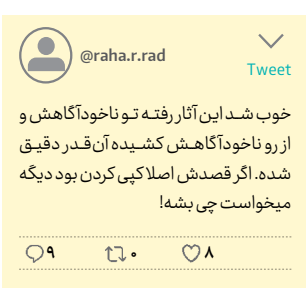 @raha.r.rad
Tweet
خوب شد این آثار رفته تو ناخودآگاهش و
از رو ناخودآگاهش کشیده آن‌قدر دقیق
شده. اگر قصدش اصلا کپی کردن بود دیگه
میخواست چی بشه!
۹ ۰ ۸